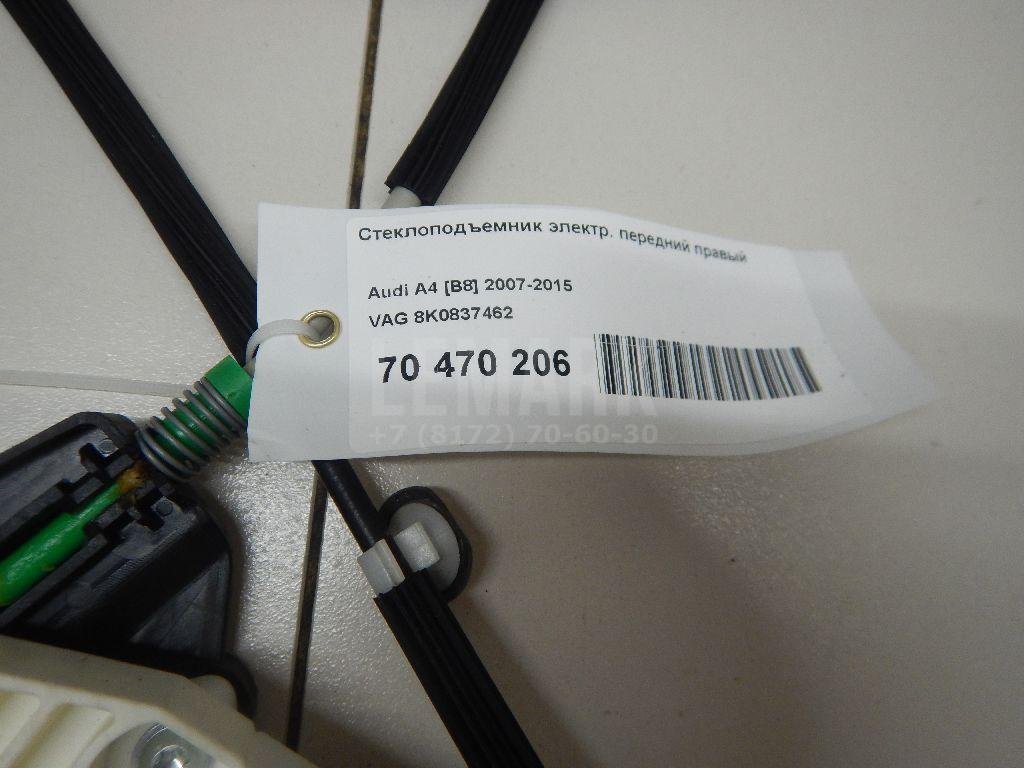 Стеклоподъемник электр. передний правый
Audi A4 [B8] 2007-2015
VAG 8K0837462
70 470 206
LEMARK
+7 (8172) 70-60-30